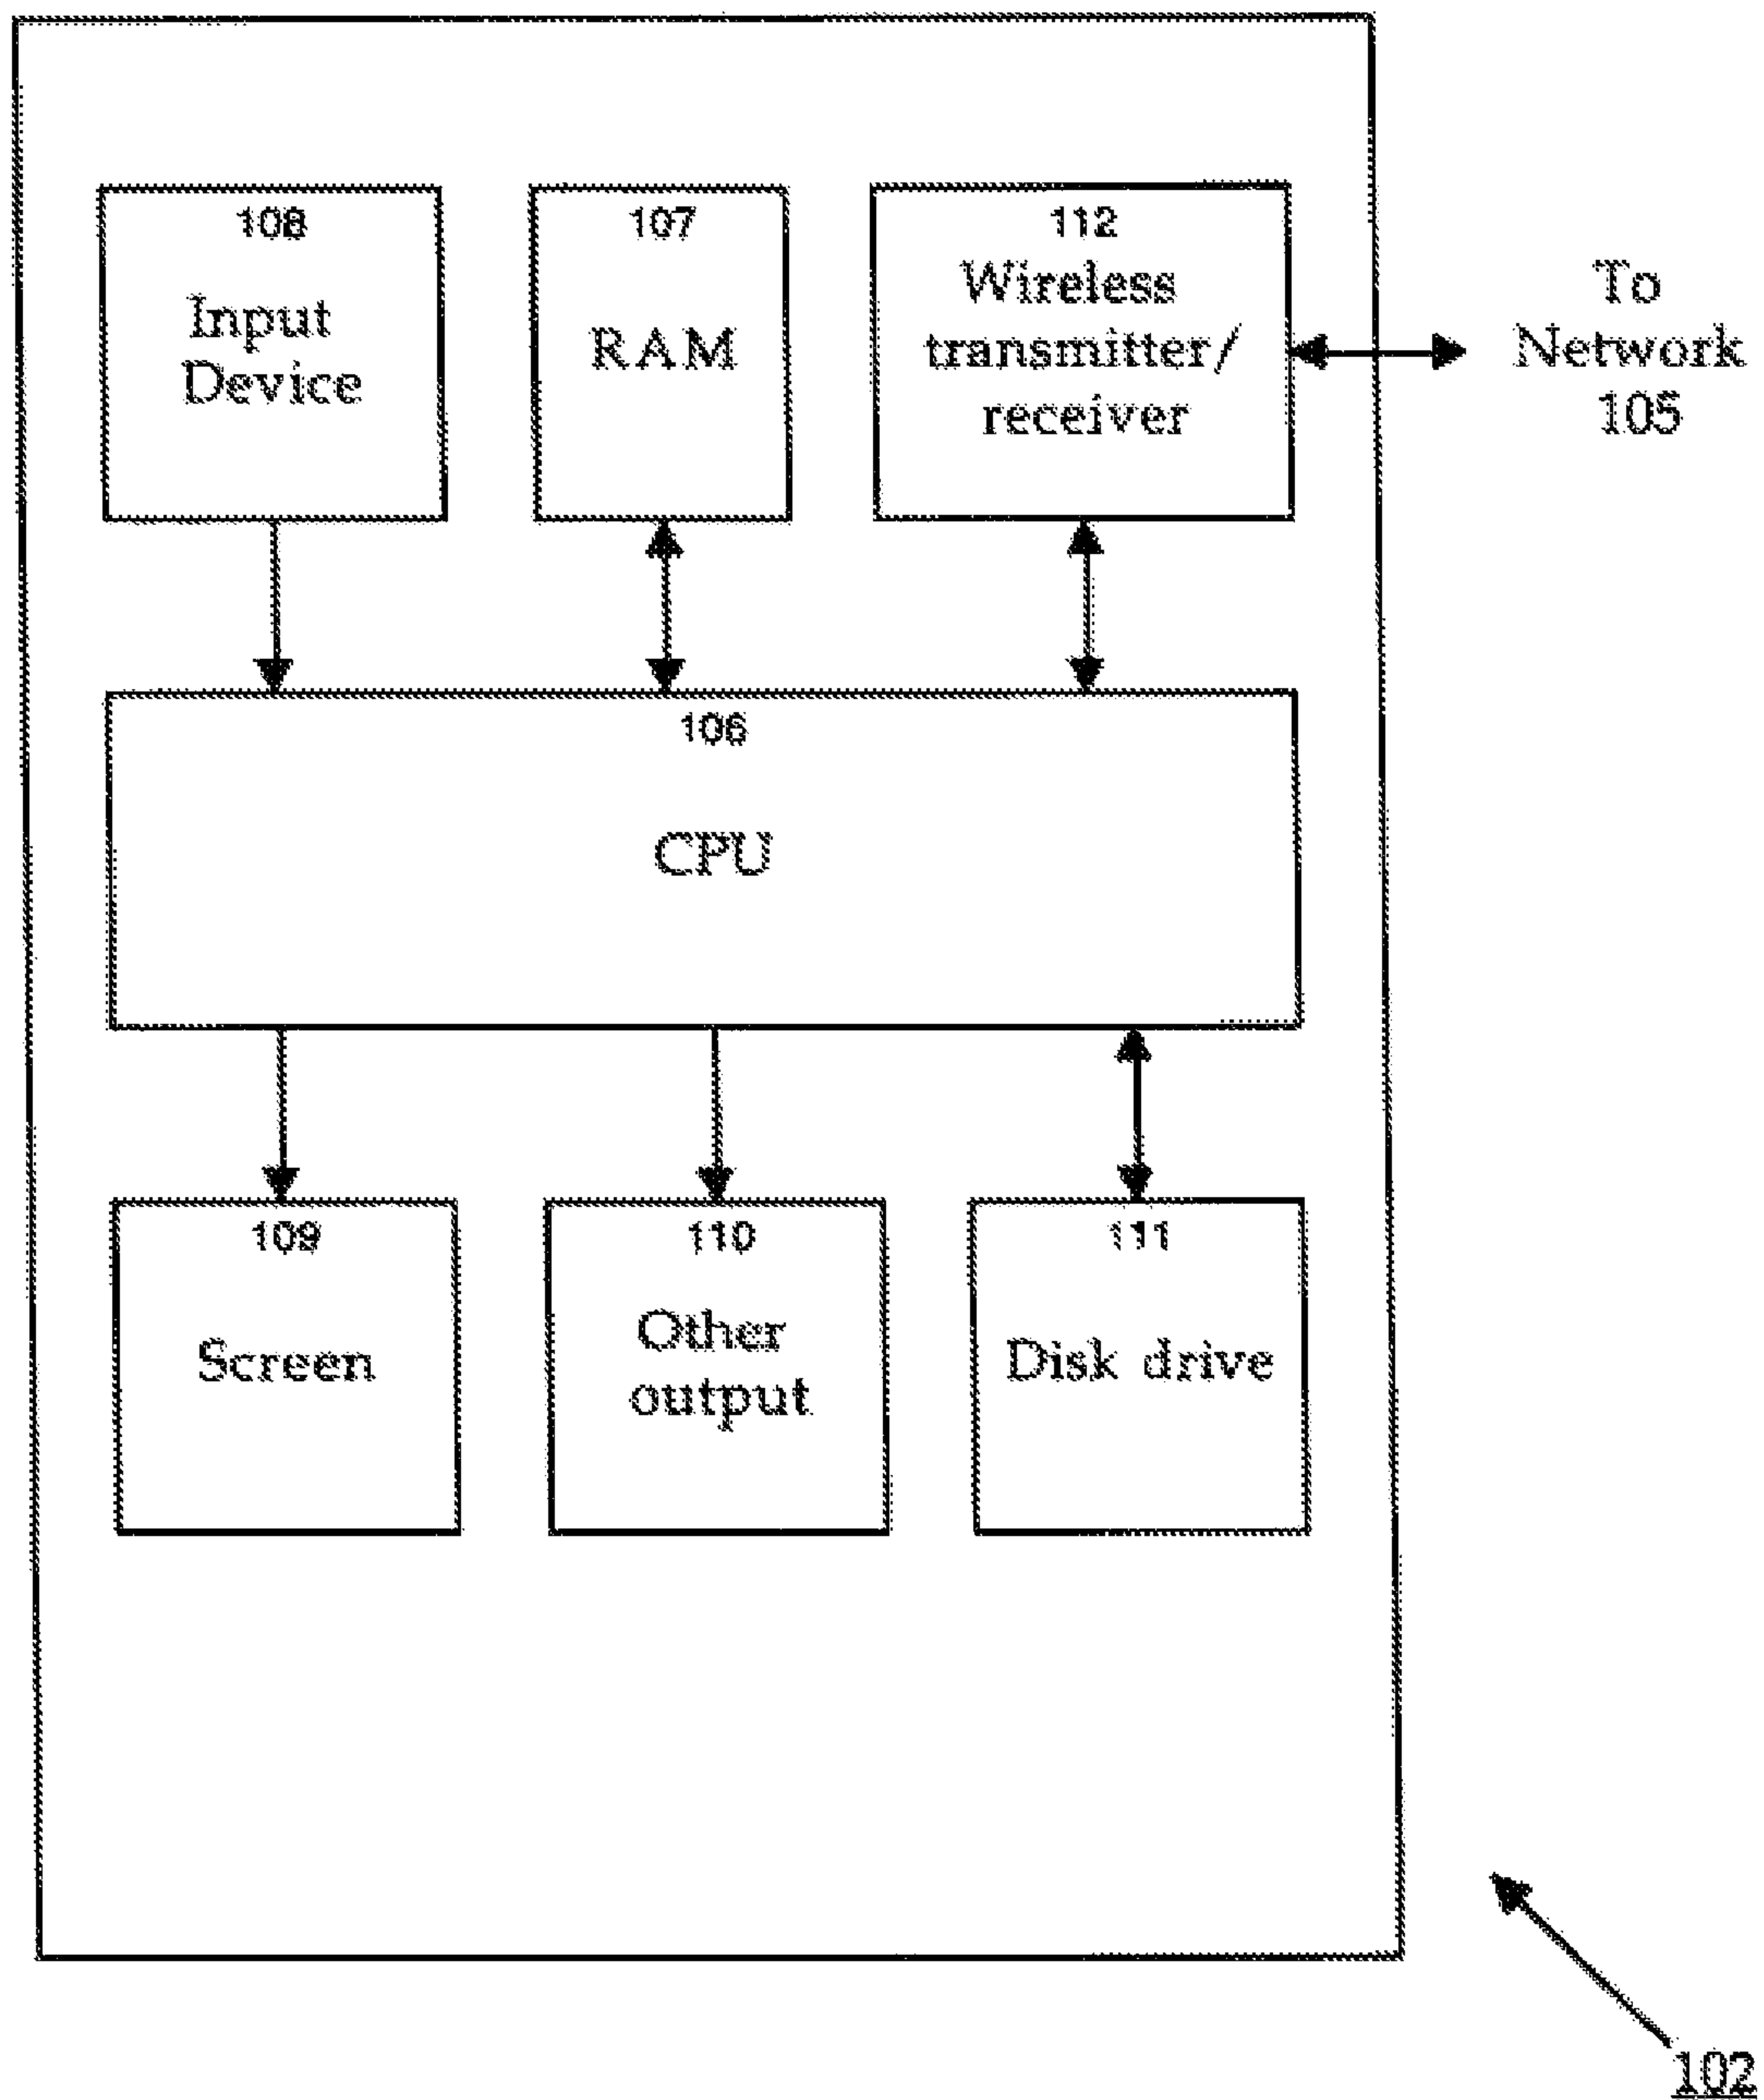 108
Input
Device
107
RAM
112
Wireless
transmitter/
receiver
To
Network
105
106
CPU
109
Screen
110
Other
output
111
Disk drive
102